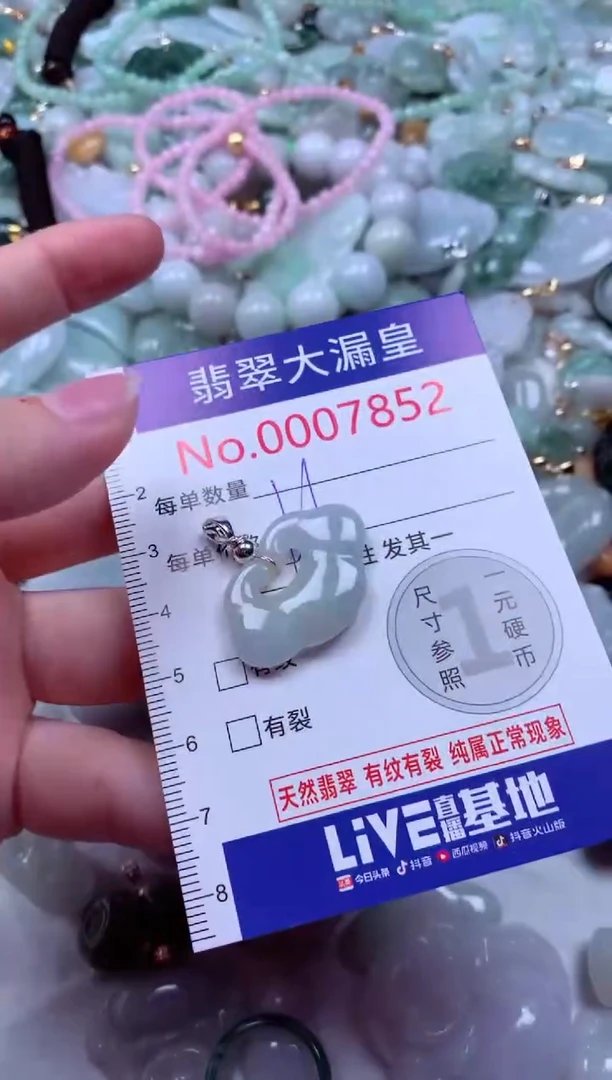 翡翠大漏皇
No.0007852
2
每单数量
3
每单 发其一
4
尺寸参照
1
一元硬币
5
6
有裂
天然翡翠 有纹有裂 纯属正常现象
7
LiVE直播基地
8
今日头条 抖音 西瓜视频 抖音火山版